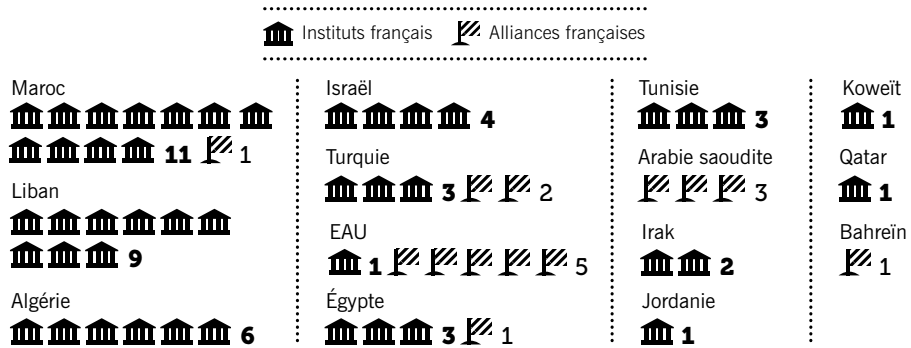 Instituts français Alliances françaises
Maroc
11 1
Liban
9
Algérie
6
Israël
4
Turquie
3 2
EAU
1 5
Égypte
3 1
Tunisie
3
Arabie saoudite
3
Irak
2
Jordanie
1
Koweït
1
Qatar
1
Bahreïn
1